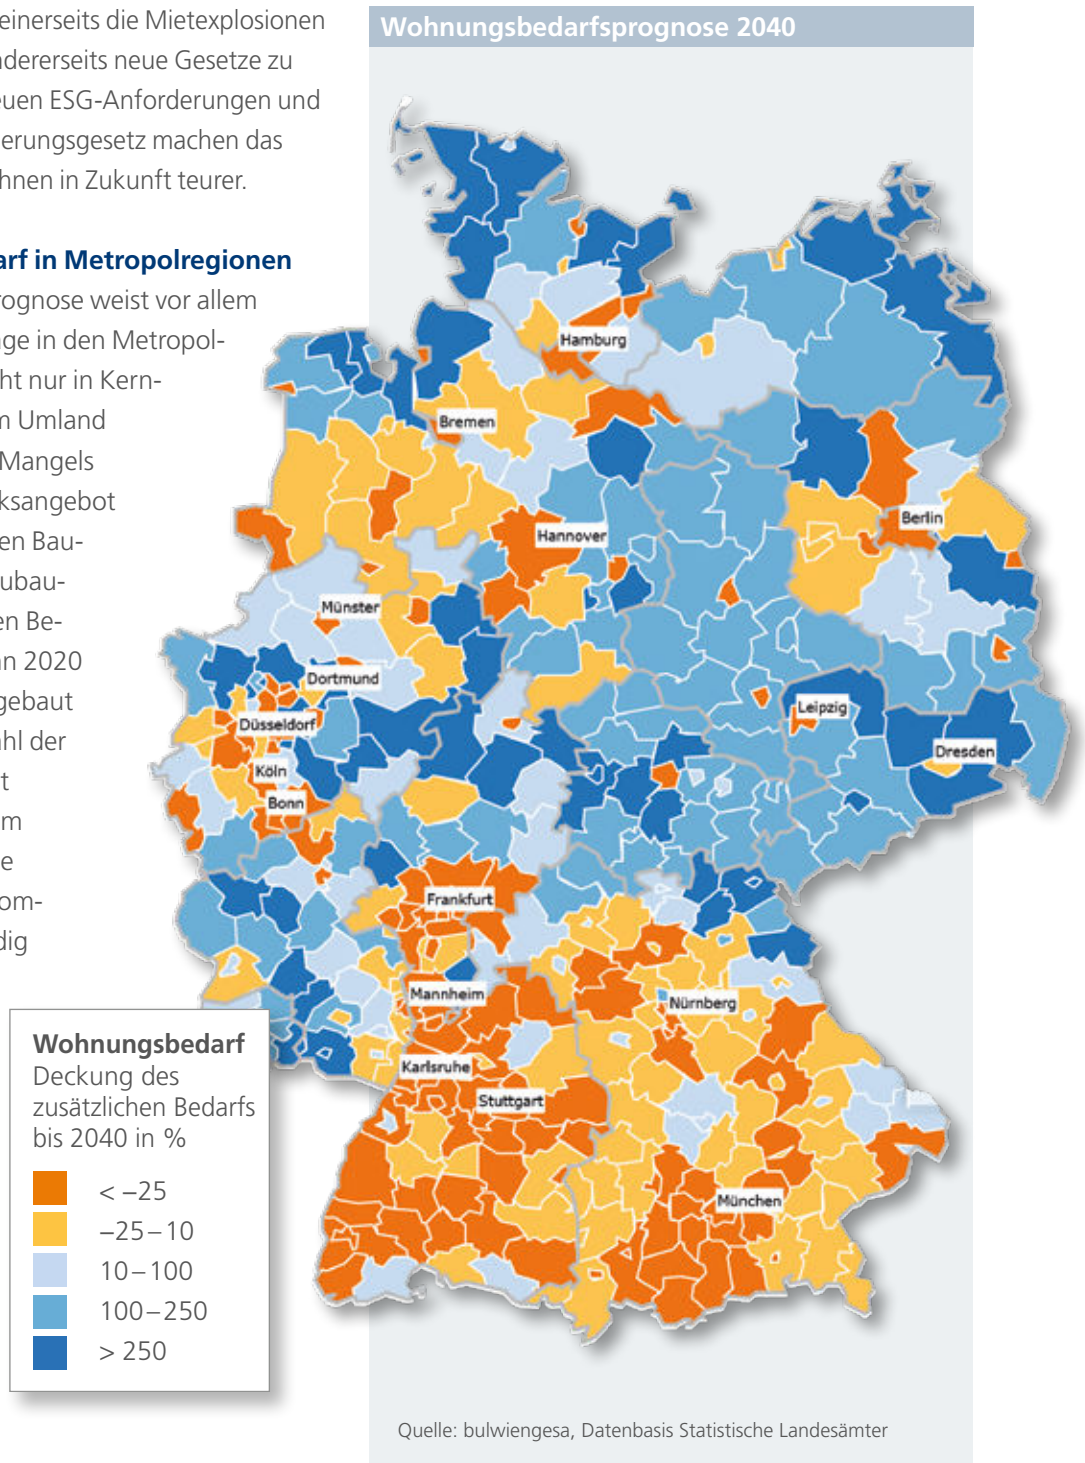 einerseits die Mietexplosionen
ndererseits neue Gesetze zu
euen ESG-Anforderungen und
erungsgesetz machen das
hnen in Zukunft teurer.
arf in Metropolregionen
rognose weist vor allem
ge in den Metropol-
ht nur in Kern-
m Umland
Mangels
ksangebot
en Bau-
ubau-
en Be-
an 2020
gebaut
hl der
t
m
e
om-
dig
Wohnungsbedarfsprognose 2040
Hamburg
Bremen
Berlin
Hannover
Münster
Dortmund
Leipzig
Düsseldorf
Dresden
Köln
Bonn
Frankfurt
Mannheim
Nürnberg
Karlsruhe
Stuttgart
München
Wohnungsbedarf
Deckung des
zusätzlichen Bedarfs
bis 2040 in %
< –25
–25 – 10
10 – 100
100 – 250
> 250
Quelle: bulwiengesa, Datenbasis Statistische Landesämter